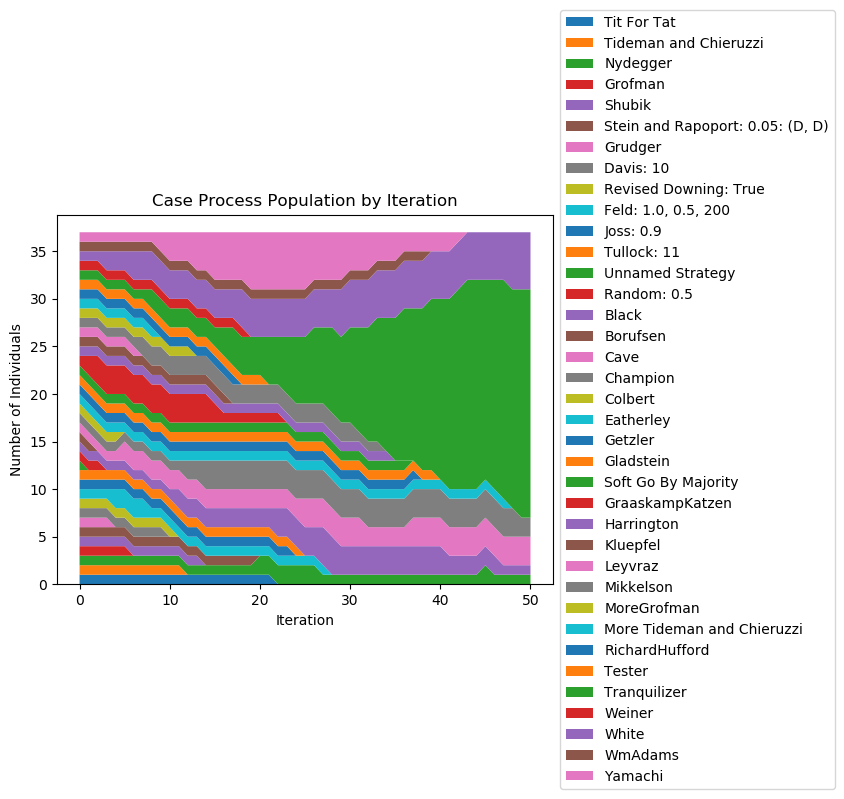 Case Process Population by Iteration
Number of Individuals
35
30
25
20
15
10
5
0
0 10 20 30 40 50
Iteration
Tit For Tat
Tideman and Chieruzzi
Nydegger
Grofman
Shubik
Stein and Rapoport: 0.05: (D, D)
Grudger
Davis: 10
Revised Downing: True
Feld: 1.0, 0.5, 200
Joss: 0.9
Tullock: 11
Unnamed Strategy
Random: 0.5
Black
Borufsen
Cave
Champion
Colbert
Eatherley
Getzler
Gladstein
Soft Go By Majority
GraaskampKatzen
Harrington
Kluepfel
Leyvraz
Mikkelson
MoreGrofman
More Tideman and Chieruzzi
RichardHufford
Tester
Tranquilizer
Weiner
White
WmAdams
Yamachi